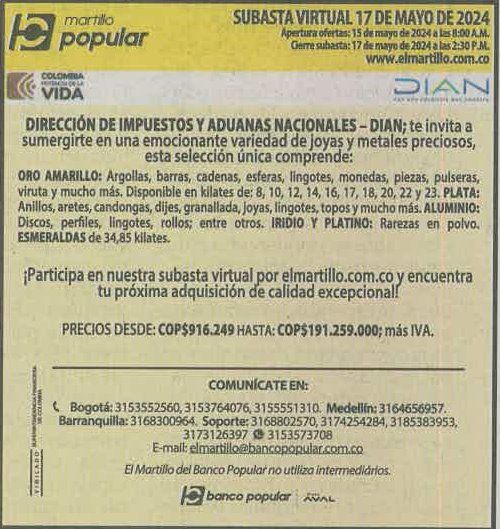 martillo
popular
SUBASTA VIRTUAL 17 DE MAYO DE 2024
Apertura ofertas: 15 de mayo de 2024 a las 8:00 A.M.
Cierre subasta: 17 de mayo de 2024 a las 2:30 P.M.
www.elmartillo.com.co
COLOMBIA
POTENCIA DE LA
VIDA
DIAN
DIRECCIÓN DE IMPUESTOS Y ADUANAS NACIONALES – DIAN; te invita a
sumergirte en una emocionante variedad de joyas y metales preciosos,
esta selección única comprende:
ORO AMARILLO: Argollas, barras, cadenas, esferas, lingotes, monedas, piezas, pulseras,
viruta y mucho más. Disponible en kilates de: 8, 10, 12, 14, 16, 17, 18, 20, 22 y 23. PLATA:
Anillos, aretes, candongas, dijes, granallada, joyas, lingotes, topos y mucho más. ALUMINIO:
Discos, perfiles, lingotes, rollos; entre otros. IRIDIO Y PLATINO: Rarezas en polvo.
ESMERALDAS de 34,85 kilates.
¡Participa en nuestra subasta virtual por elmartillo.com.co y encuentra
tu próxima adquisición de calidad excepcional!
PRECIOS DESDE: COP$916.249 HASTA: COP$191.259.000; más IVA.
COMUNÍCATE EN:
Bogotá: 3153552560, 3153764076, 3155551310. Medellín: 3164656957.
Barranquilla: 3168300964. Soporte: 3168802570, 3174254284, 3185383953,
3173126397 3153573708
E-mail: elmartillo@bancopopular.com.co
El Martillo del Banco Popular no utiliza intermediários.
banco popular
AVAL
VIGILADO
SUPERINTENDENCIA FINANCIERA
DE COLOMBIA